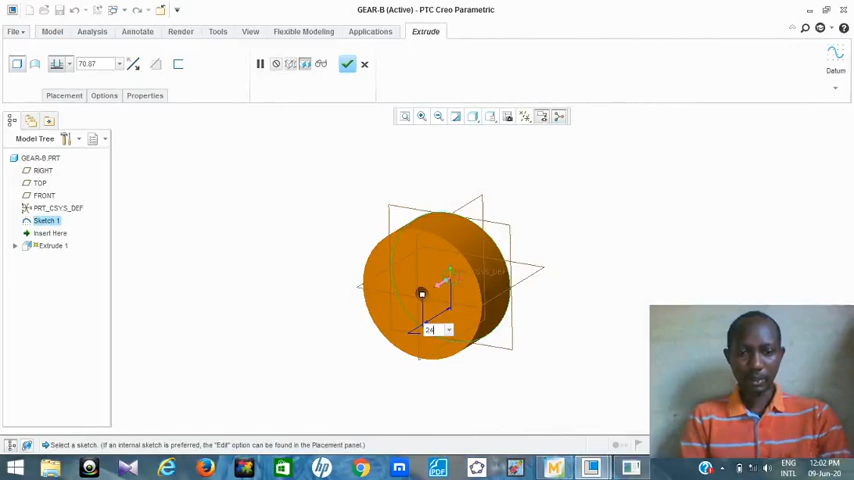 GEAR-B (Active) - PTC Creo Parametric
File Model Analysis Annotate Render Tools View Flexible Modeling Applications Extrude
70.87
Datum
Placement Options Properties
Model Tree
GEAR-B.PRT
RIGHT
TOP
FRONT
PRT_CSYS_DEF
Sketch 1
Insert Here
Extrude 1
24
Select a sketch. (If an internal sketch is preferred, the "Edit" option can be found in the Placement panel.)
ENG
INTL
12:02 PM
09-Jun-20